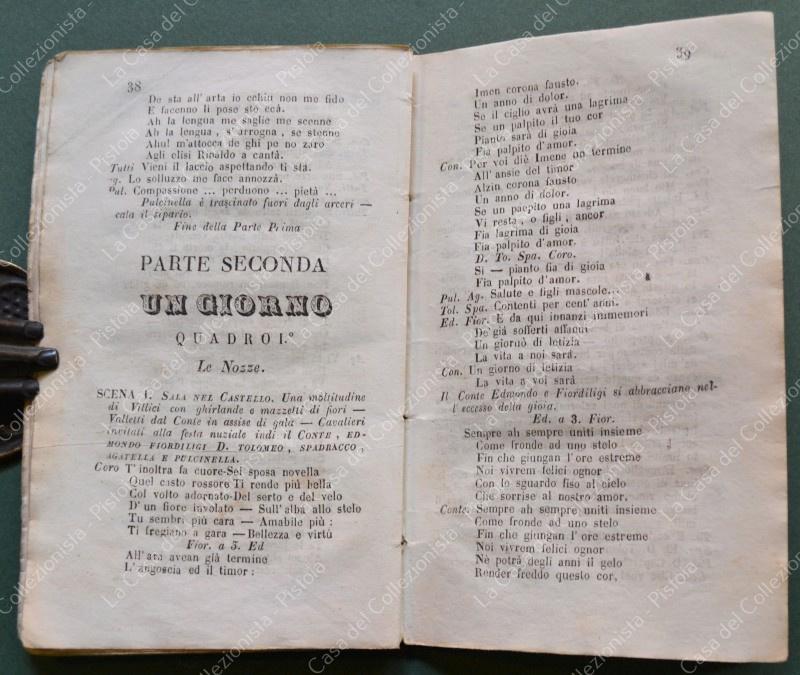 38
De sta all'arta io cchiù non me fido
E facenno li pose sto ccà.
Ah la lengua me saglie me scenne
Ah la lengua, s'arrogna, se stenne
Ahu! m'attocca de ghi pe no zaro
Agli elisi Rinaldo a cantà.
Tutti Vieni il laccio aspettando ti sta.
Ag. Lo solluzzo me face annozzà.
Pul. Compassione ... perduono ... pietà ...
Pulcinella è trascinato fuori dagli arceri —
cala il sipario.
Fine della Parte Prima
PARTE SECONDA
UN GIORNO
QUADRO I.º
Le Nozze.
SCENA I. SALA NEL CASTELLO. Una moltitudine
di Villici con ghirlande e mazzetti di fiori —
Valletti dal Conte in assise di gala — Cavalieri
invitati alla festa nuziale indi il CONTE, ED-
MONDO FIORDILIGI D. TOLOMEO, SPADRACCO,
AGATELLA E PULCINELLA.
Coro T'inoltra fa cuore-Sei sposa novella
Quel casto rossore Ti rende più bella
Col volto adornato-Del serto e del velo
D'un fiore involato — Sull'alba allo stelo
Tu sembri più cara — Amabile più:
Ti fregiano a gara — Bellezza e virtù
Fior. a 3. Ed
All'ara avean già termine
L'angoscia ed il timor:
39
Imen corona fausto.
Un anno di dolor.
Se il ciglio avrà una lagrima
Se un palpito il tuo cor
Pianto sarà di gioia
Fia palpito d'amor.
Con. Per voi diè Imene un termine
All'ansie del timor
Alzin corona fausto
Un anno di dolor.
Se un papeito una lagrima
Vi resta, o figli, ancor
Fia lagrima di gioia
Fia palpito d'amor.
D. To. Spa. Coro.
Si — pianto fia di gioia
Fia palpito d'amor.
Pul. Ag. Salute e figli mascole...
Tol. Spa. Contenti per cent'anni.
Ed. Fior. E da qui innanzi immemori
De' già sofferti affanni
Un giorno di letizia
La vita a noi sarà.
Con. Un giorno di letizia
La vita a voi sarà
Il Conte Edmondo e Fiordiligi si abbracciano nel-
l'eccesso della gioia.
Ed. a 3. Fior.
Sempre ah sempre uniti insieme
Come fronde ad uno stelo
Fin che giungan l'ore estreme
Noi vivrem felici ognor
Con lo sguardo fiso al cielo
Che sorrise al nostro amor.
Conte. Sempre ah sempre uniti insieme
Come fronde ad uno stelo
Fin che giungan l'ore estreme
Noi vivrem felici ognor
Nè potrà degli anni il gelo
Render freddo questo cor,
La Casa del Collezionista - Pistoia